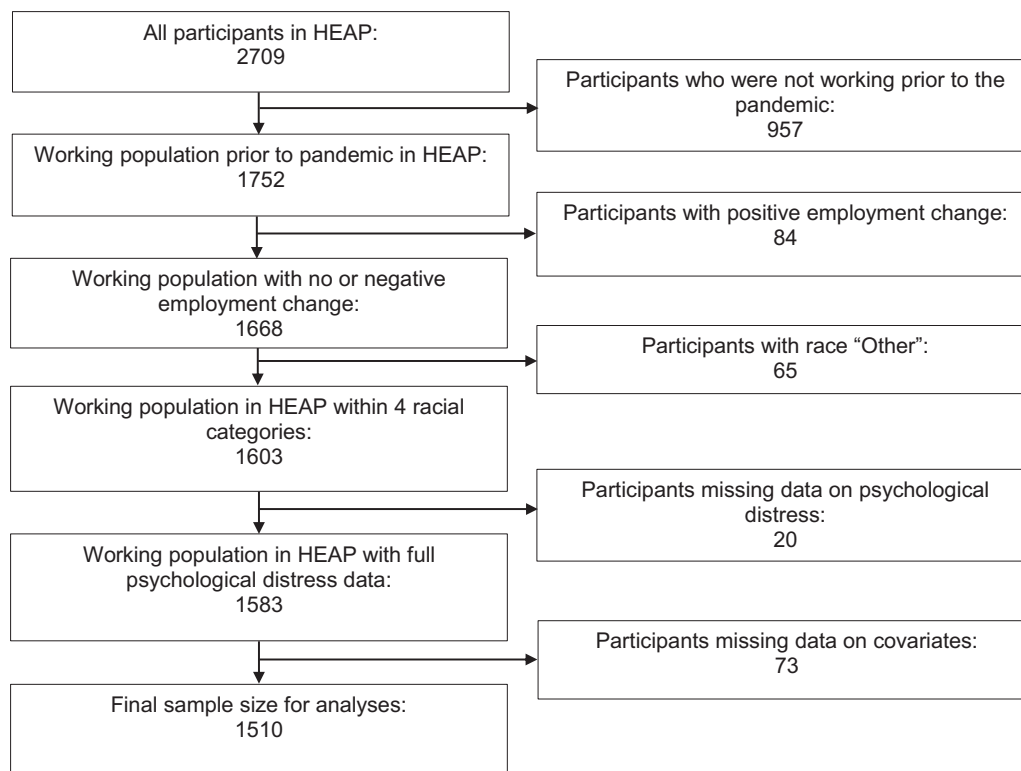 All participants in HEAP:
2709
Participants who were not working prior to the
pandemic:
957
Working population prior to pandemic in HEAP:
1752
Participants with positive employment change:
84
Working population with no or negative
employment change:
1668
Participants with race “Other”:
65
Working population in HEAP within 4 racial
categories:
1603
Participants missing data on psychological
distress:
20
Working population in HEAP with full
psychological distress data:
1583
Participants missing data on covariates:
73
Final sample size for analyses:
1510